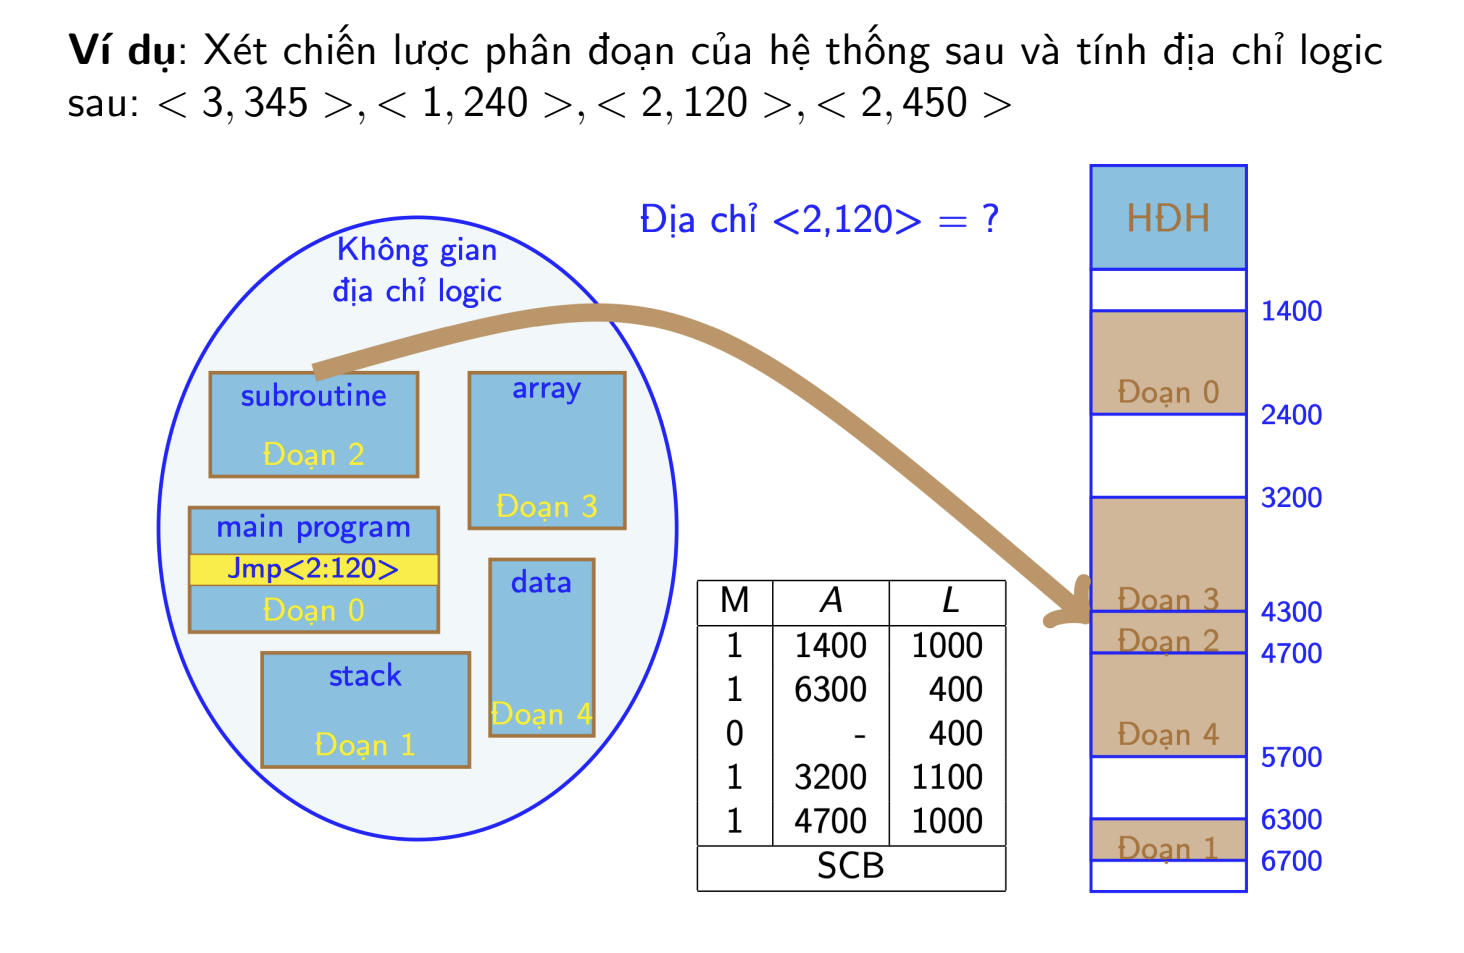 Ví dụ: Xét chiến lược phân đoạn của hệ thống sau và tính địa chỉ logic
sau: < 3, 345 >, < 1, 240 >, < 2, 120 >, < 2, 450 >
Địa chỉ <2,120> = ?
Không gian
địa chỉ logic
subroutine
Đoạn 2
array
Đoạn 3
main program
Jmp<2:120>
Đoạn 0
data
Đoạn 4
stack
Đoạn 1
M A L
1 1400 1000
1 6300 400
0 - 400
1 3200 1100
1 4700 1000
SCB
HĐH
1400
Đoạn 0
2400
3200
Đoạn 3
4300
Đoạn 2
4700
Đoạn 4
5700
6300
Đoạn 1
6700